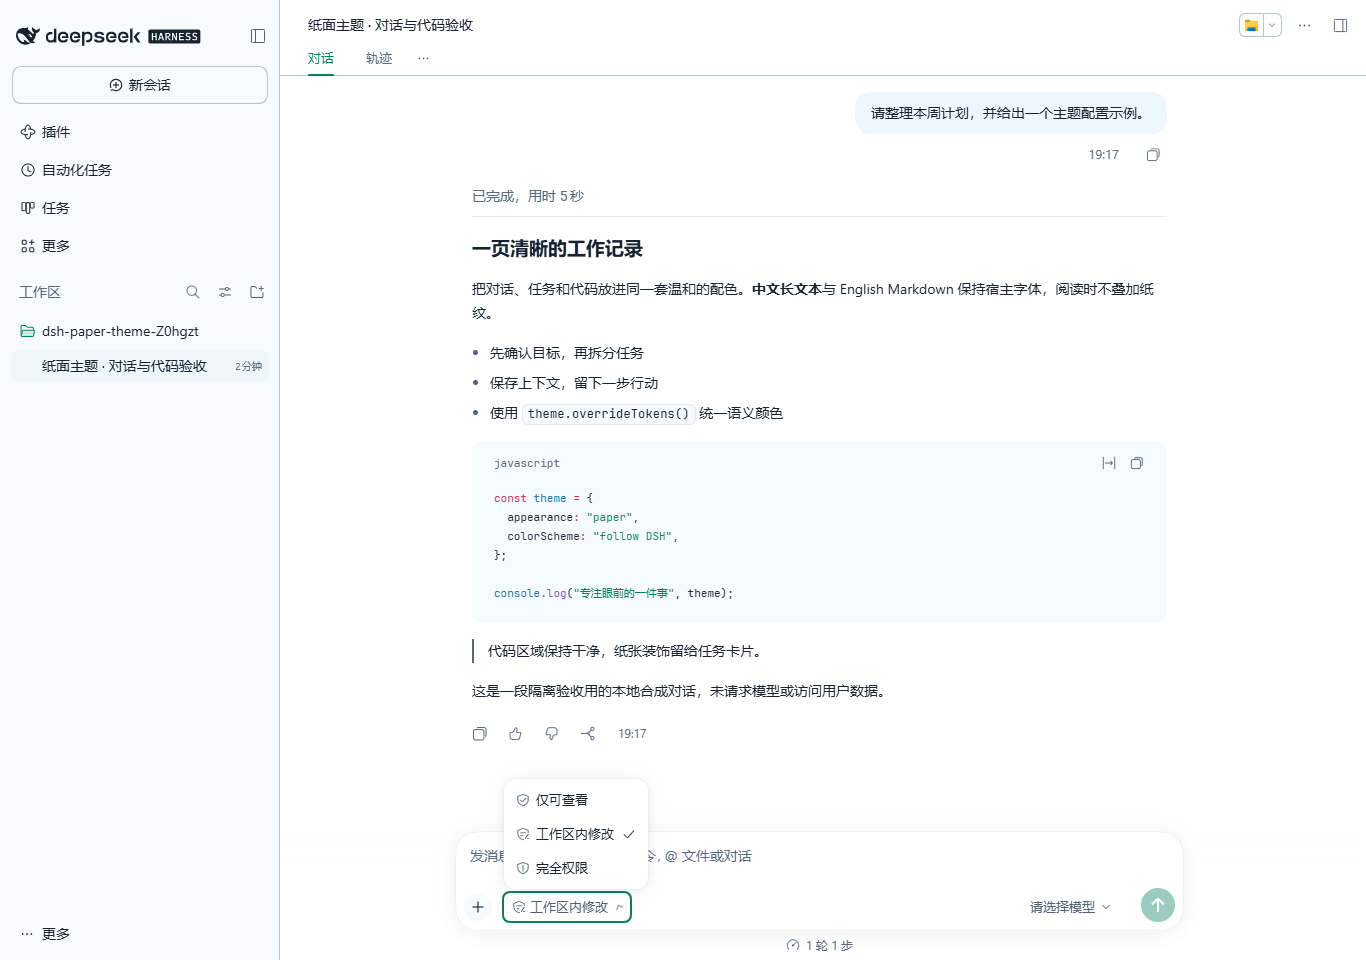 deepseek HARNESS
新会话
插件
自动化任务
任务
更多
工作区
dsh-paper-theme-Z0hgzt
纸面主题 · 对话与代码验收 2 分钟
更多
纸面主题 · 对话与代码验收
对话 轨迹
请整理本周计划，并给出一个主题配置示例。
19:17
已完成，用时 5 秒
一页清晰的工作记录
把对话、任务和代码放进同一套温和的配色。中文长文本与 English Markdown 保持宿主字体，阅读时不叠加纸
纹。
先确认目标，再拆分任务
保存上下文，留下一步行动
使用 theme.overrideTokens() 统一语义颜色
javascript
const theme = {
  appearance: "paper",
  colorScheme: "follow DSH",
};
console.log("专注眼前的一件事", theme);
代码区域保持干净，纸张装饰留给任务卡片。
这是一段隔离验收用的本地合成对话，未请求模型或访问用户数据。
19:17
仅可查看
工作区内修改
完全权限
发消 令, @ 文件或对话
工作区内修改
请选择模型
1 轮 1 步